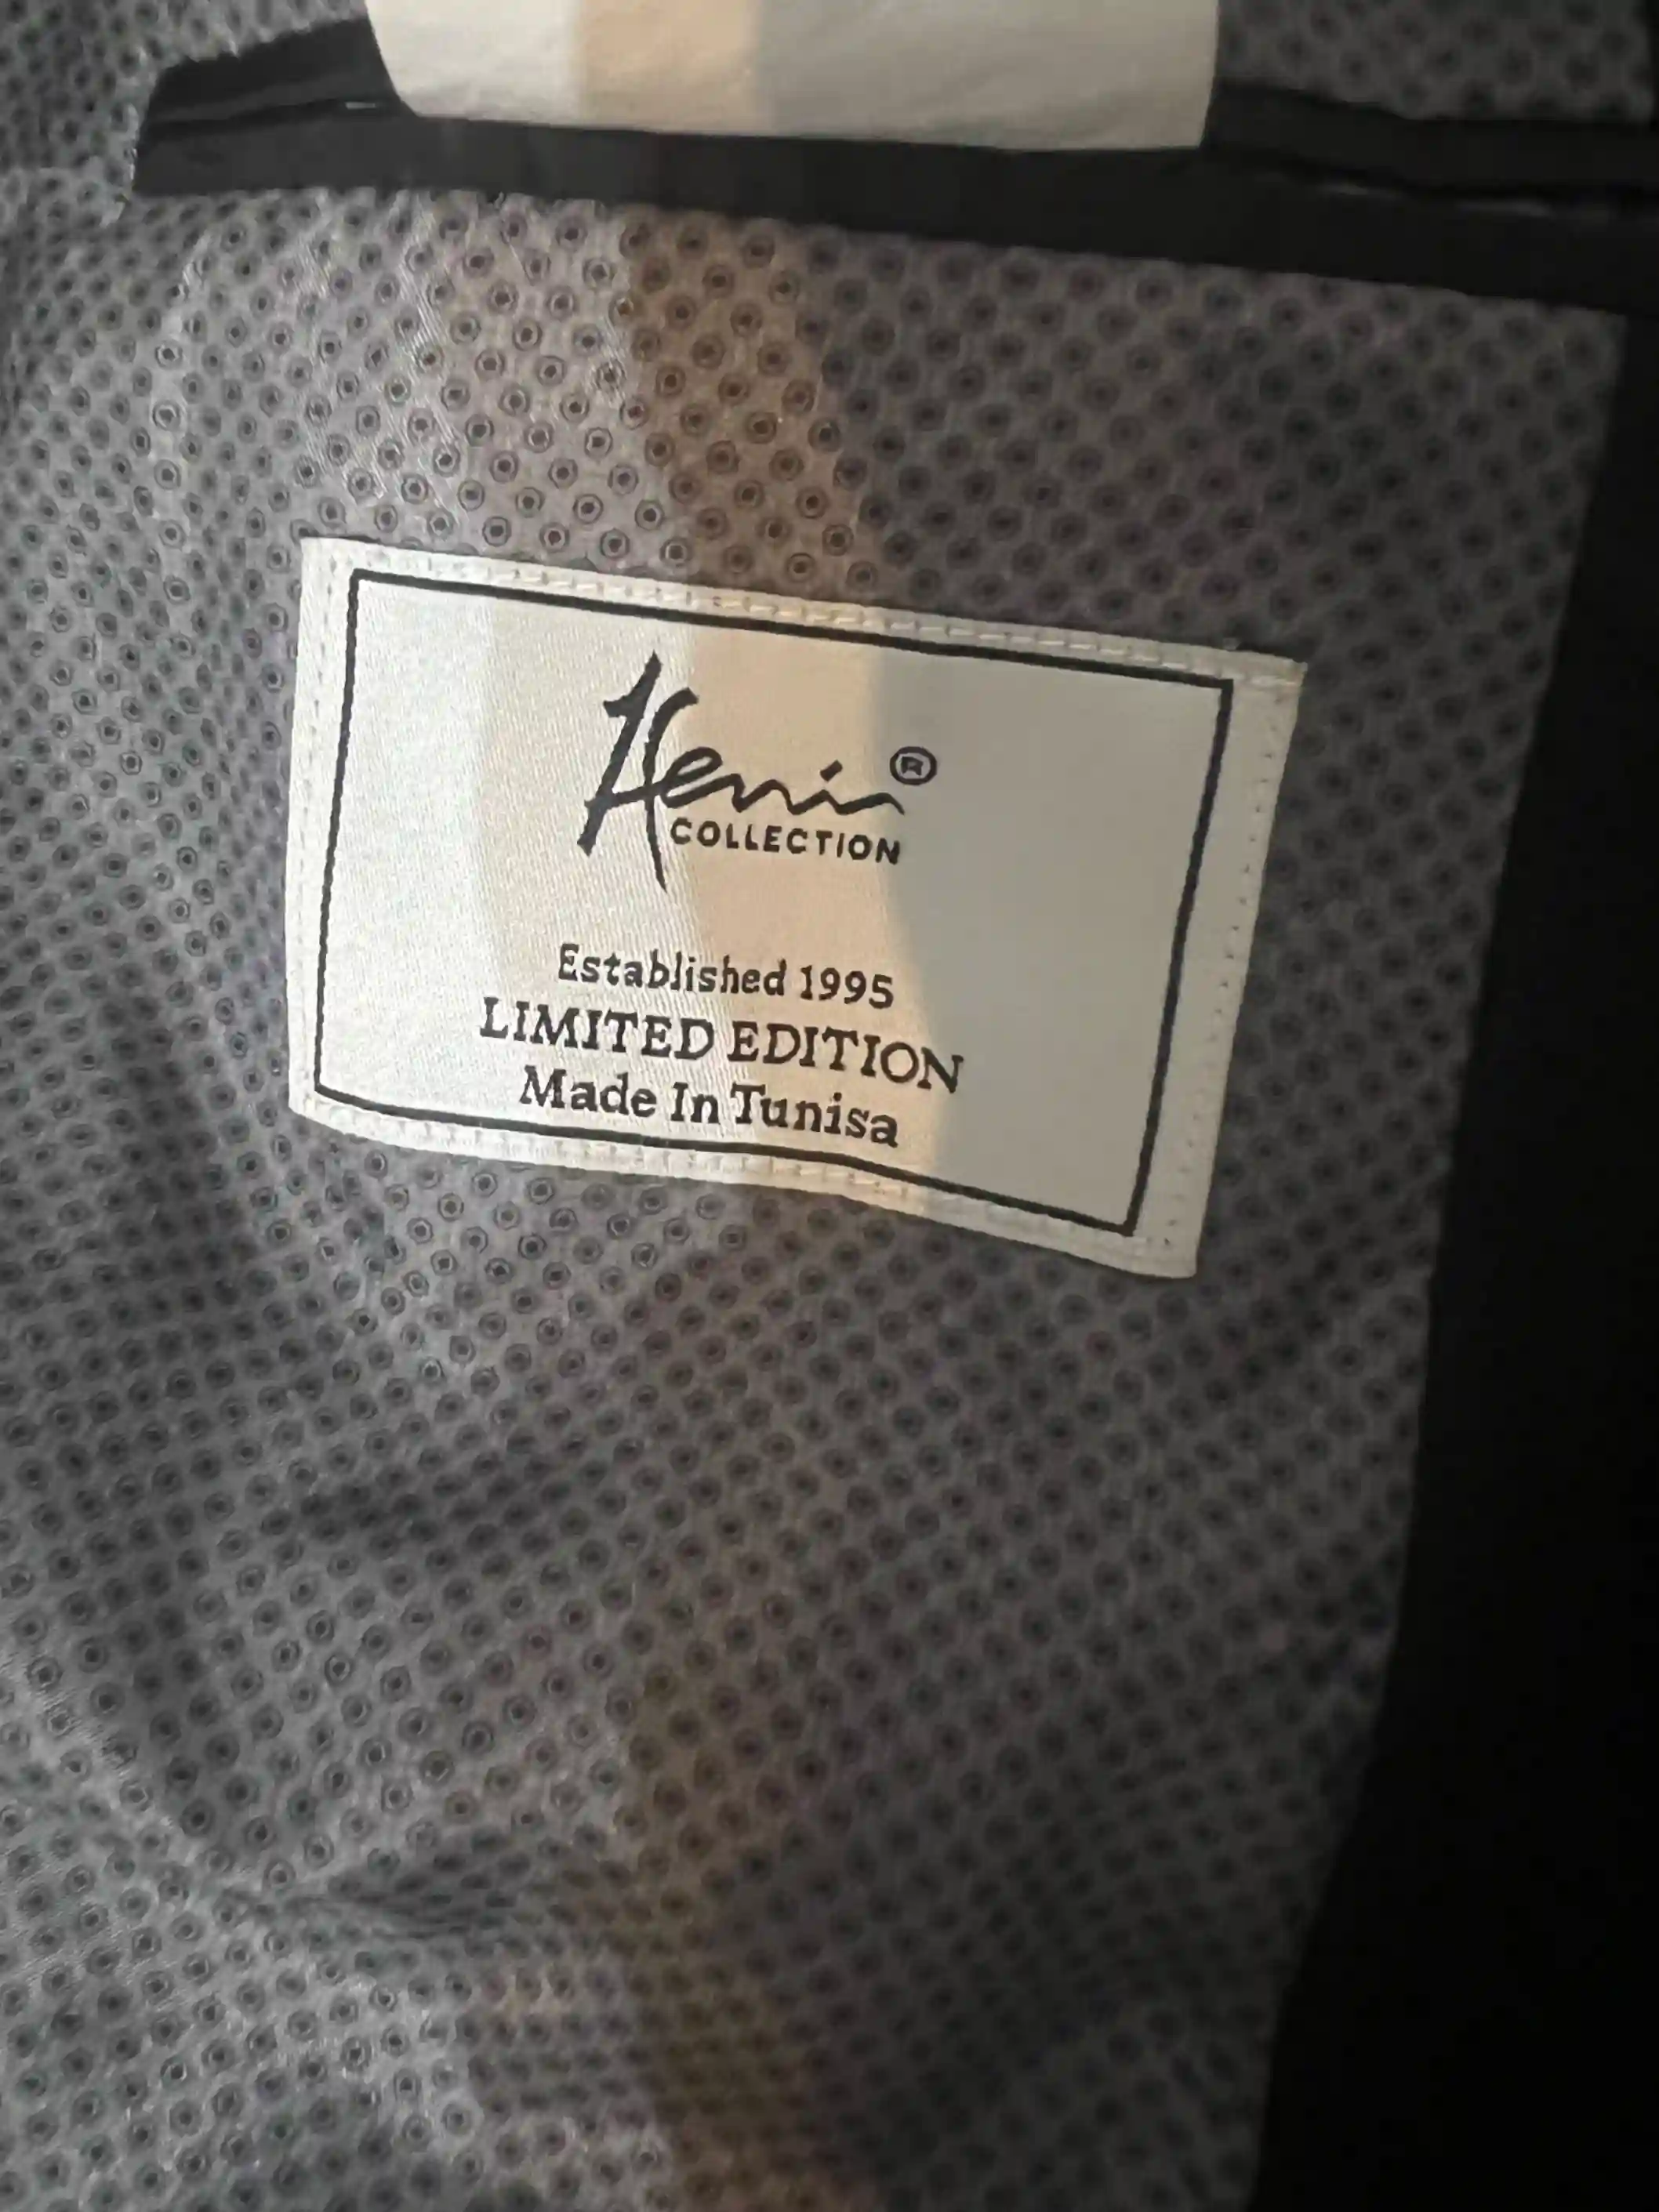 Henin®
COLLECTION
Established 1995
LIMITED EDITION
Made In Tunisa